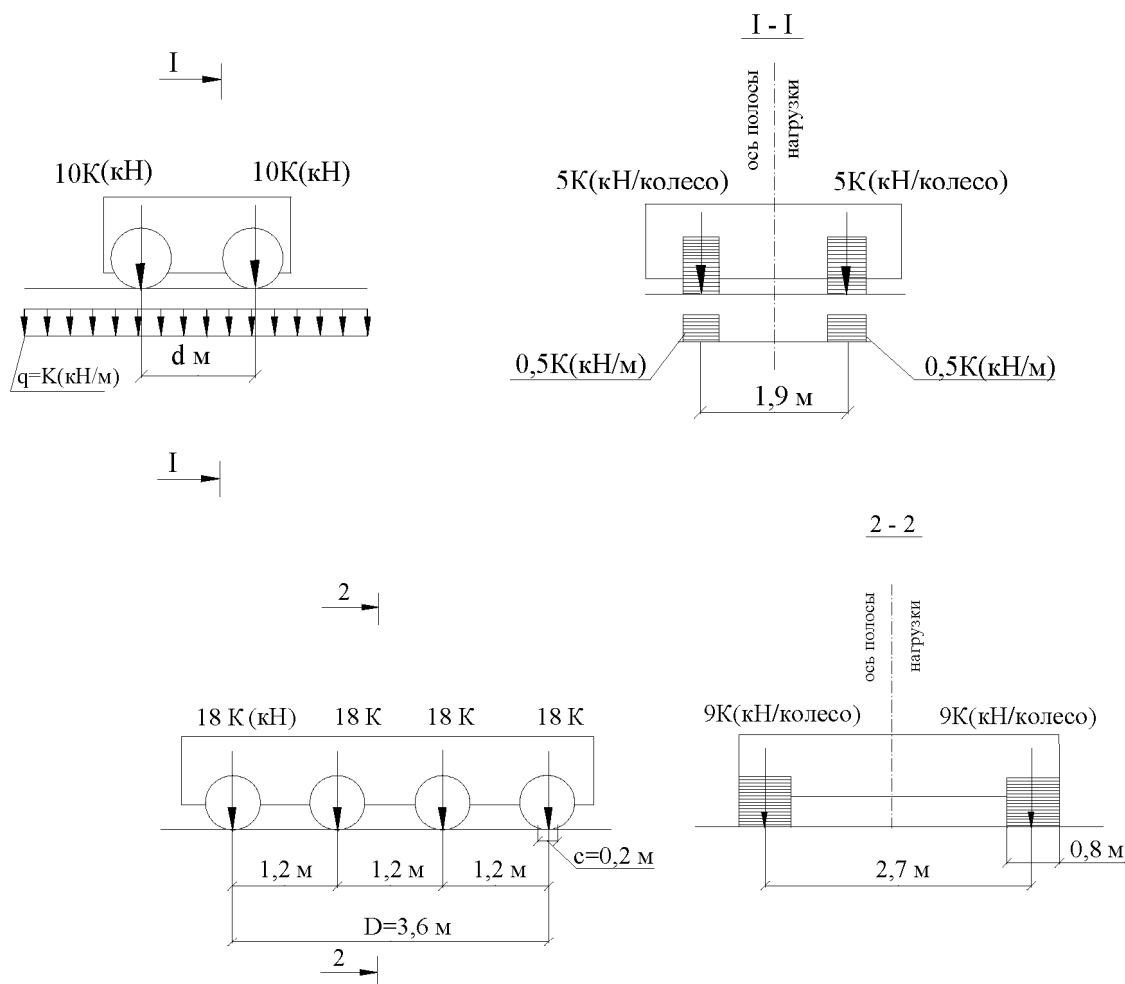 I - I
I
ось полосы
нагрузки
10К(кН)
10К(кН)
5К(кН/колесо)
5К(кН/колесо)
d м
q=К(кН/м)
0,5К(кН/м)
0,5К(кН/м)
1,9 м
I
2 - 2
2
ось полосы
нагрузки
18 К (кН)
18 К
18 К
18 К
9К(кН/колесо)
9К(кН/колесо)
1,2 м
1,2 м
1,2 м
с=0,2 м
2,7 м
0,8 м
D=3,6 м
2